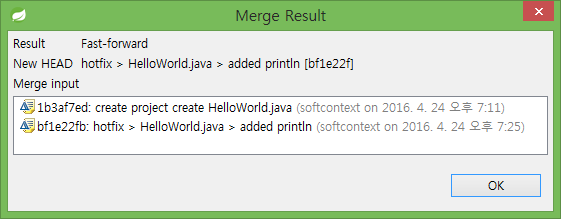 Merge Result
Result Fast-forward
New HEAD hotfix > HelloWorld.java > added println [bf1e22f]
Merge input
1b3af7ed: create project create HelloWorld.java (softcontext on 2016. 4. 24 오후 7:11)
bf1e22fb: hotfix > HelloWorld.java > added println (softcontext on 2016. 4. 24 오후 7:25)
OK